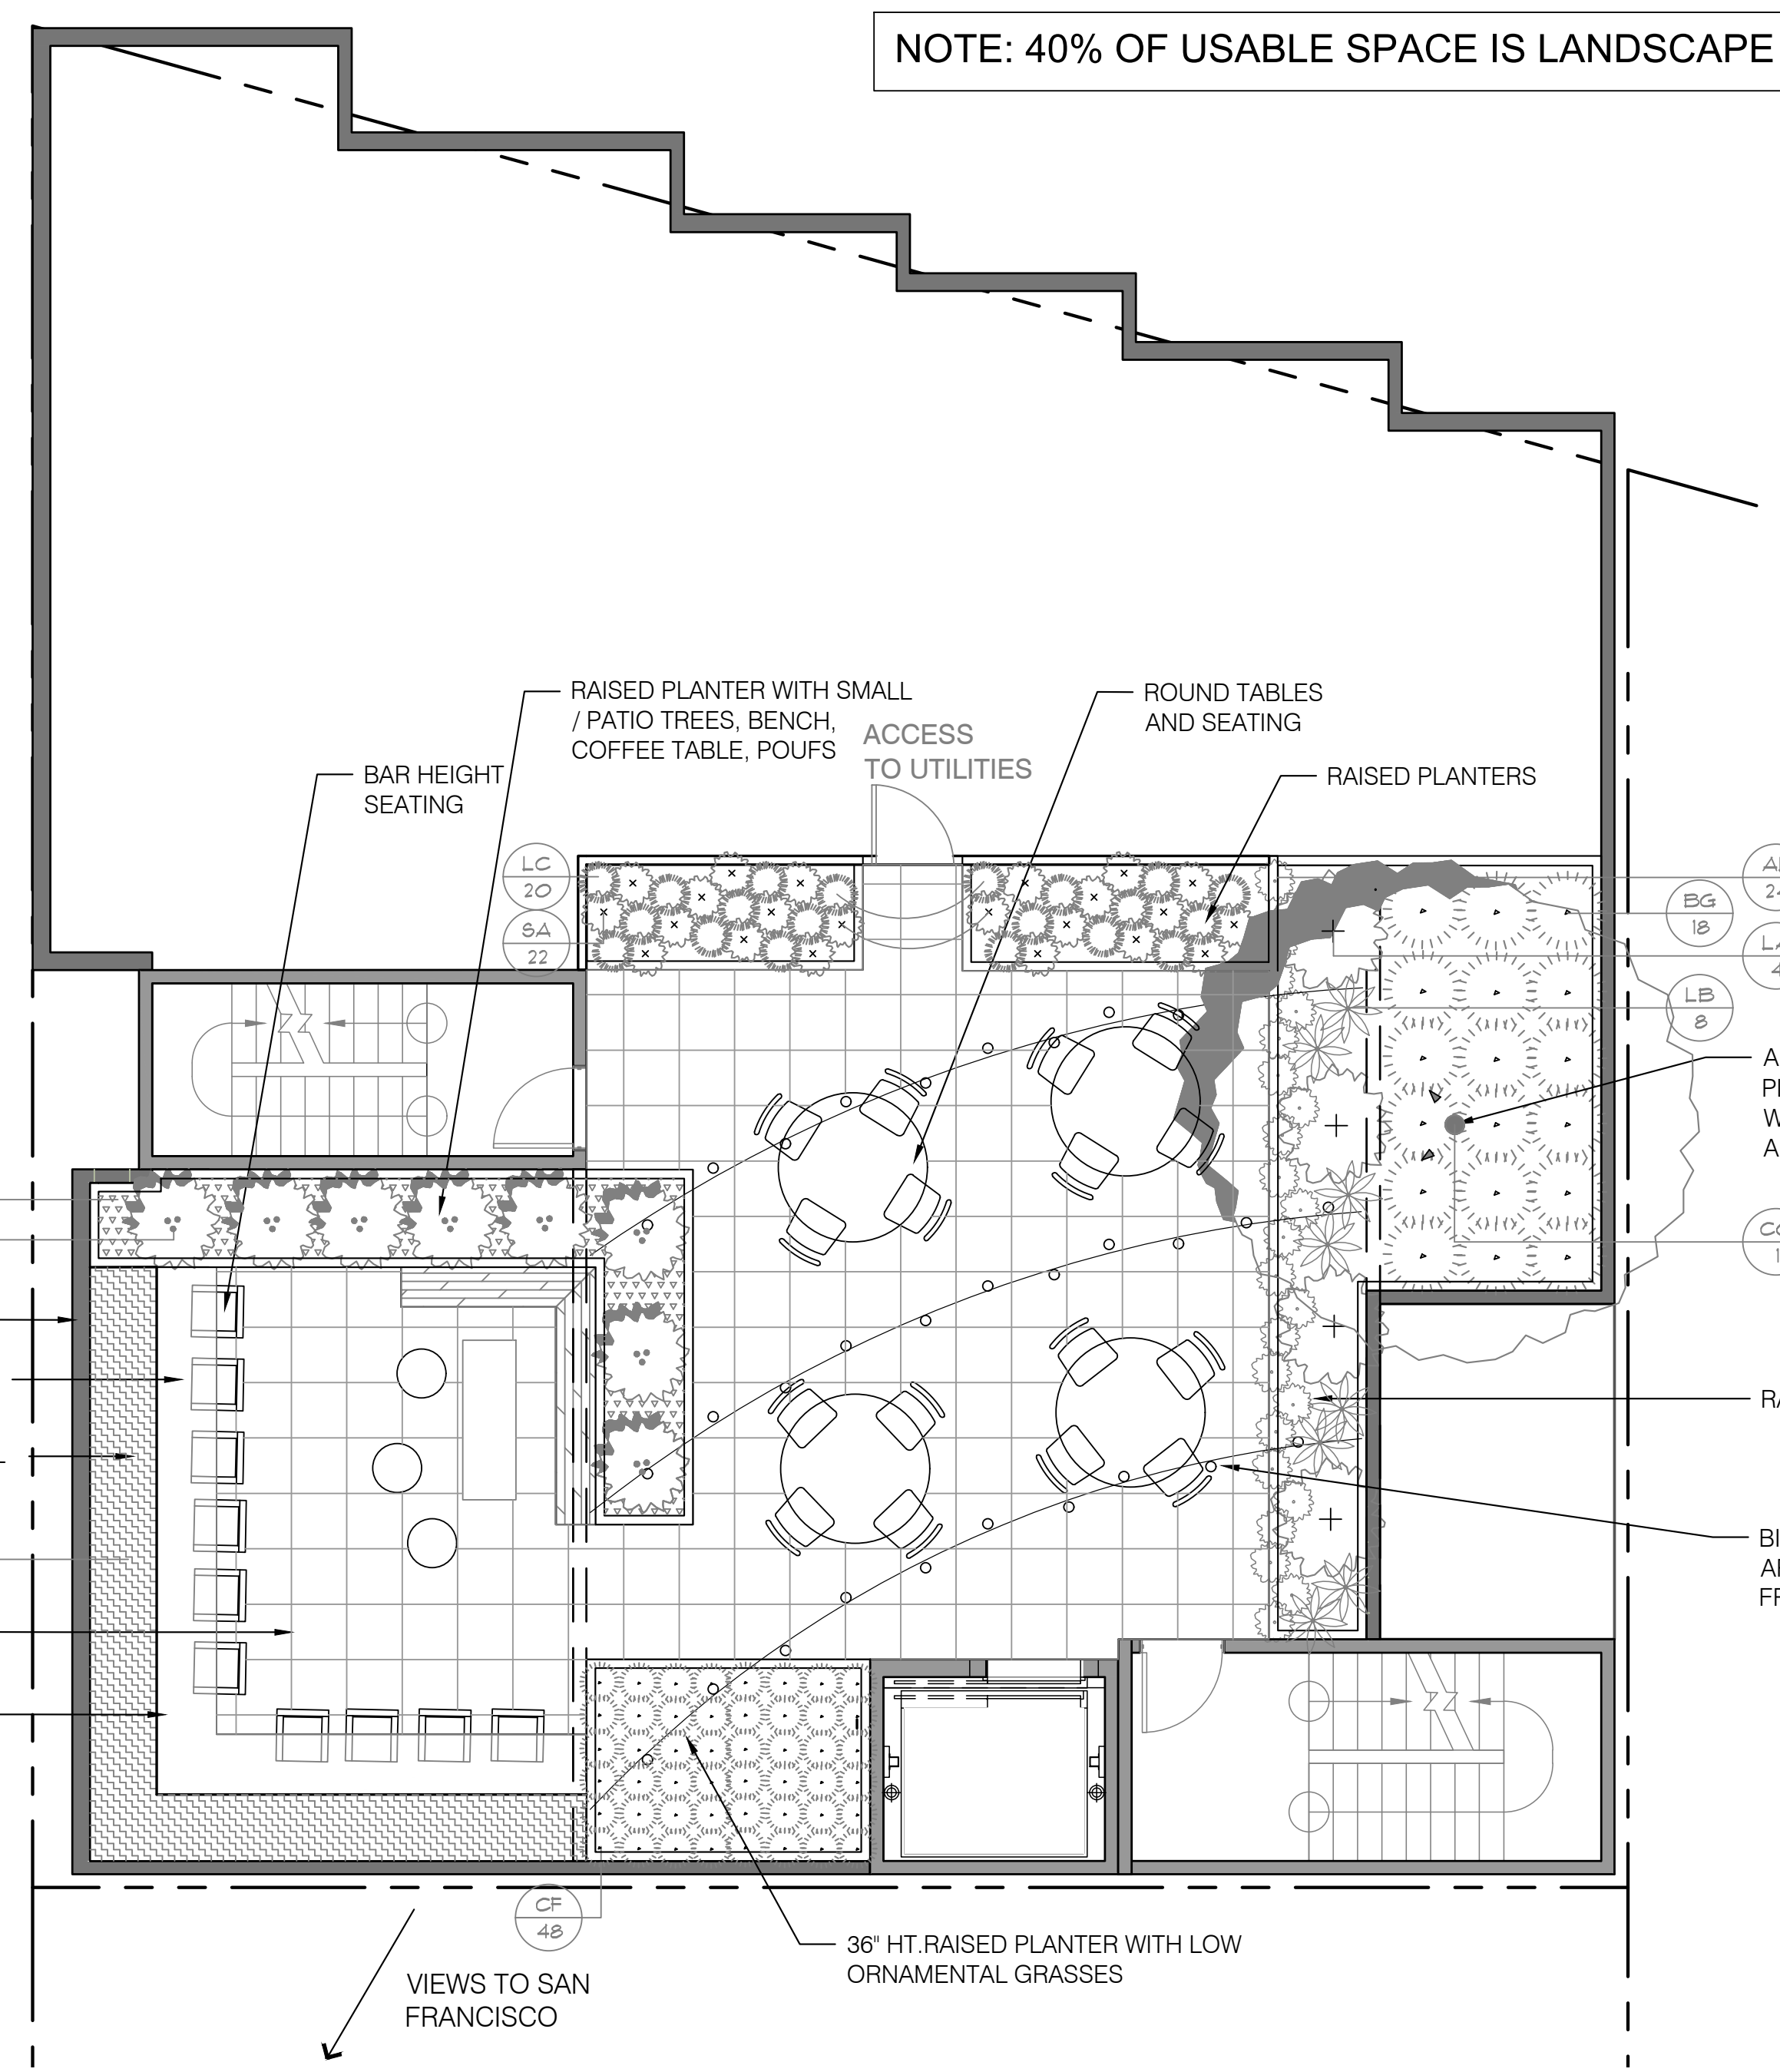 NOTE: 40% OF USABLE SPACE IS LANDSCAPE
RAISED PLANTER WITH SMALL
/ PATIO TREES, BENCH,
COFFEE TABLE, POUFS
ACCESS
TO UTILITIES
ROUND TABLES
AND SEATING
BAR HEIGHT
SEATING
RAISED PLANTERS
LC
20
SA
22
BG
18
LB
8
CF
48
36" HT.RAISED PLANTER WITH LOW
ORNAMENTAL GRASSES
VIEWS TO SAN
FRANCISCO